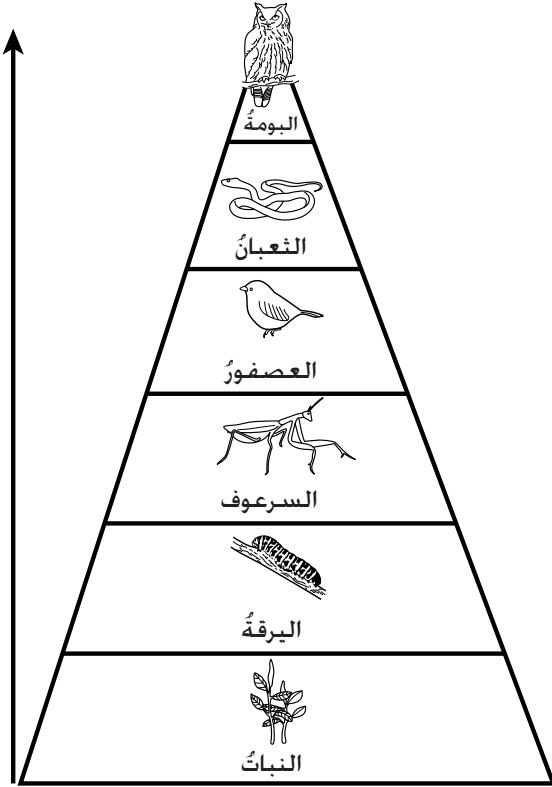 البومةُ
الثعبانُ
العصفورُ
السرعوف
اليرقةُ
النباتُ